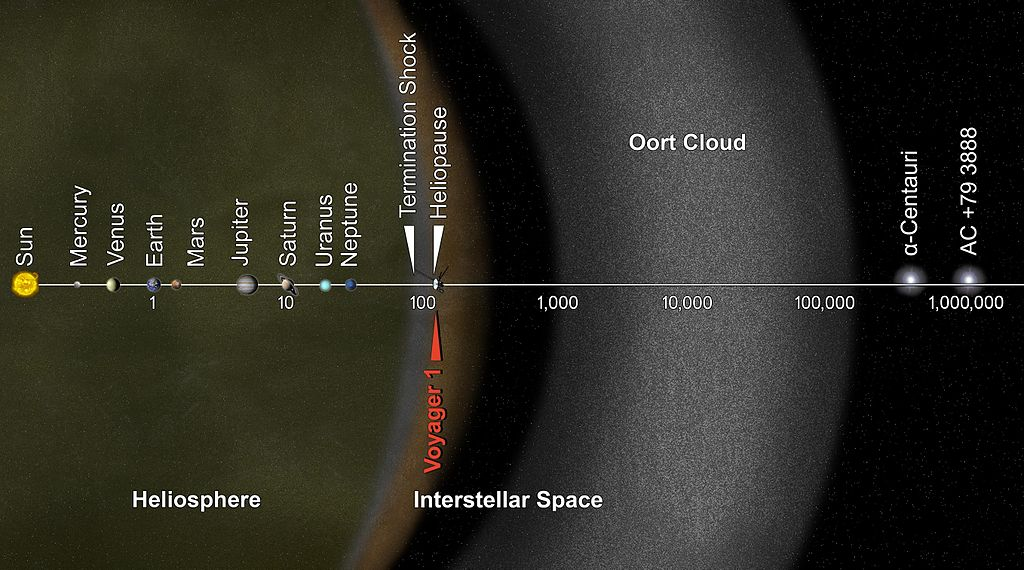 Sun
Mercury
Venus
Earth
Mars
Jupiter
Saturn
Uranus
Neptune
Termination Shock
Heliopause
Oort Cloud
α-Centauri
AC +79 3888
1
10
100
1,000
10,000
100,000
1,000,000
Voyager 1
Heliosphere
Interstellar Space